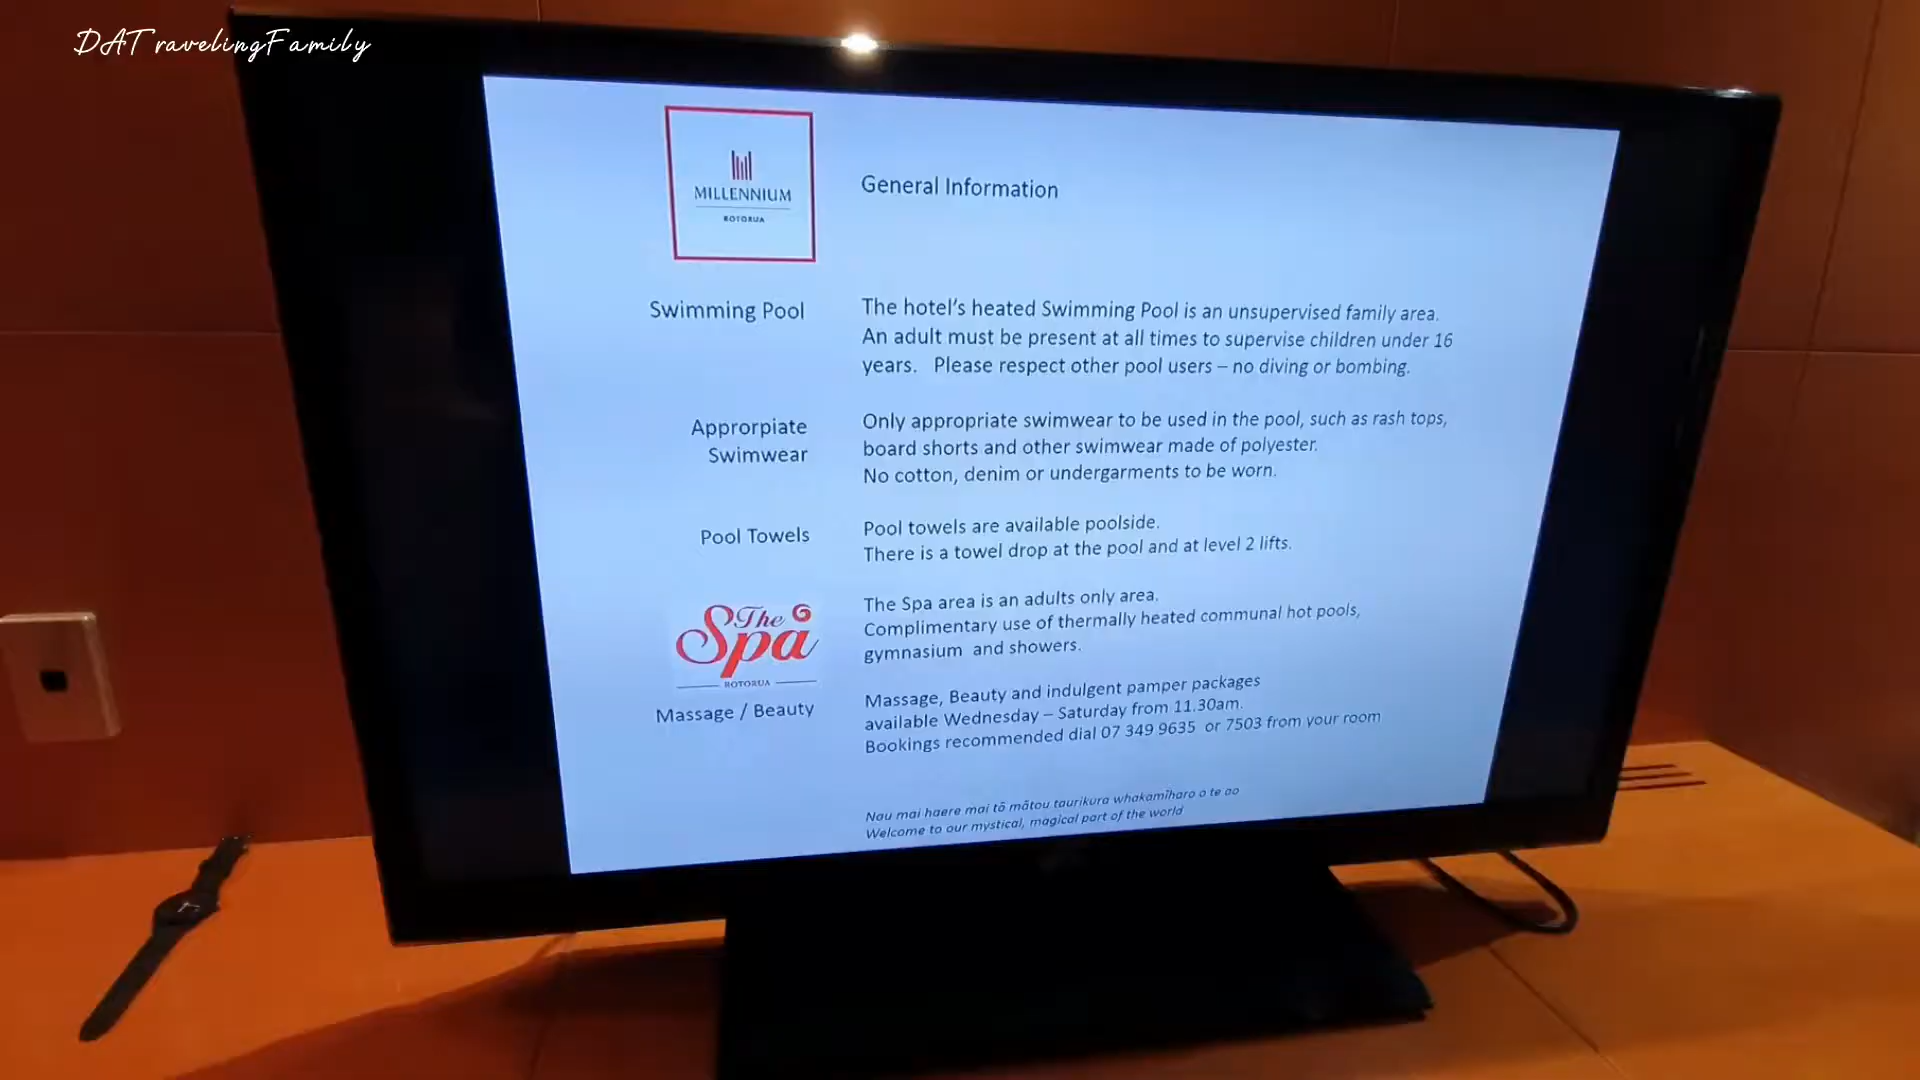 DATravelingFamily
MILLENNIUM
ROTORUA
General Information
Swimming Pool
The hotel's heated Swimming Pool is an unsupervised family area.
An adult must be present at all times to supervise children under 16
years. Please respect other pool users – no diving or bombing.
Approrpiate
Swimwear
Only appropriate swimwear to be used in the pool, such as rash tops,
board shorts and other swimwear made of polyester.
No cotton, denim or undergarments to be worn.
Pool Towels
Pool towels are available poolside.
There is a towel drop at the pool and at level 2 lifts.
The
Spa
ROTORUA
The Spa area is an adults only area.
Complimentary use of thermally heated communal hot pools,
gymnasium and showers.
Massage / Beauty
Massage, Beauty and indulgent pamper packages
available Wednesday – Saturday from 11.30am.
Bookings recommended dial 07 349 9635 or 7503 from your room
Nau mai haere mai tō mātou taurikura whakamīharo o te ao
Welcome to our mystical, magical part of the world